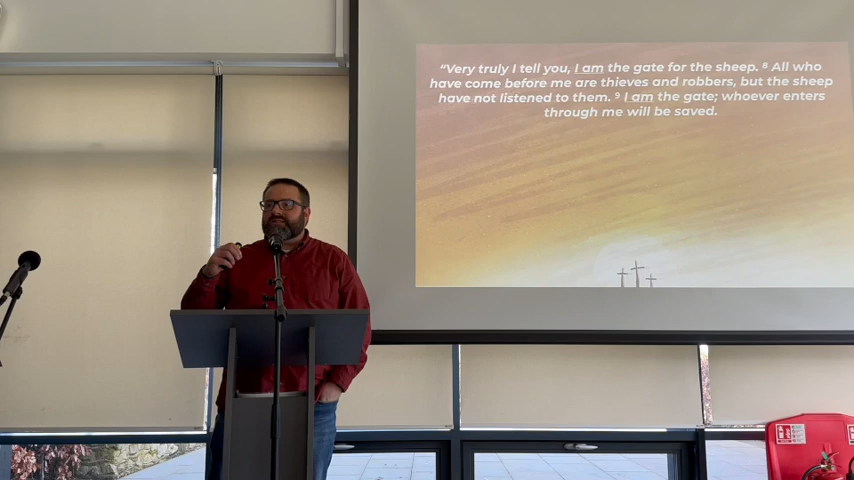 “Very truly I tell you, I am the gate for the sheep. ⁸ All who
have come before me are thieves and robbers, but the sheep
have not listened to them. ⁹ I am the gate; whoever enters
through me will be saved.